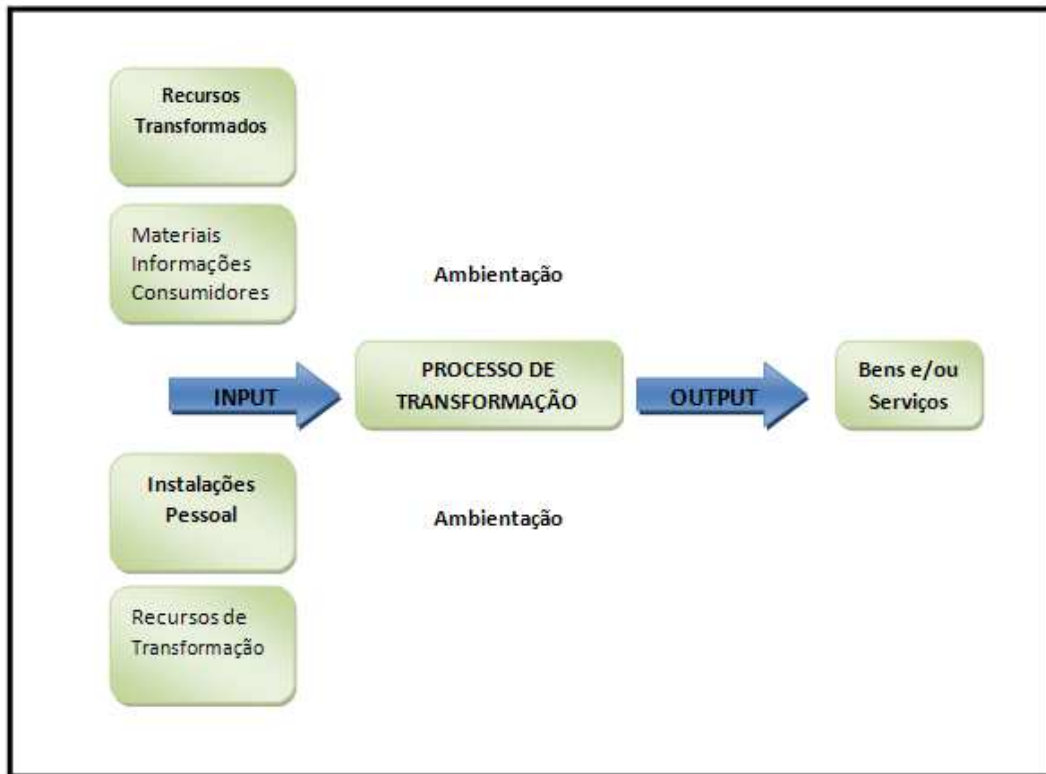 Recursos
Transformados
Materiais
Informações
Consumidores
Ambientação
INPUT
PROCESSO DE
TRANSFORMAÇÃO
OUTPUT
Bens e/ou
Serviços
Instalações
Pessoal
Ambientação
Recursos de
Transformação